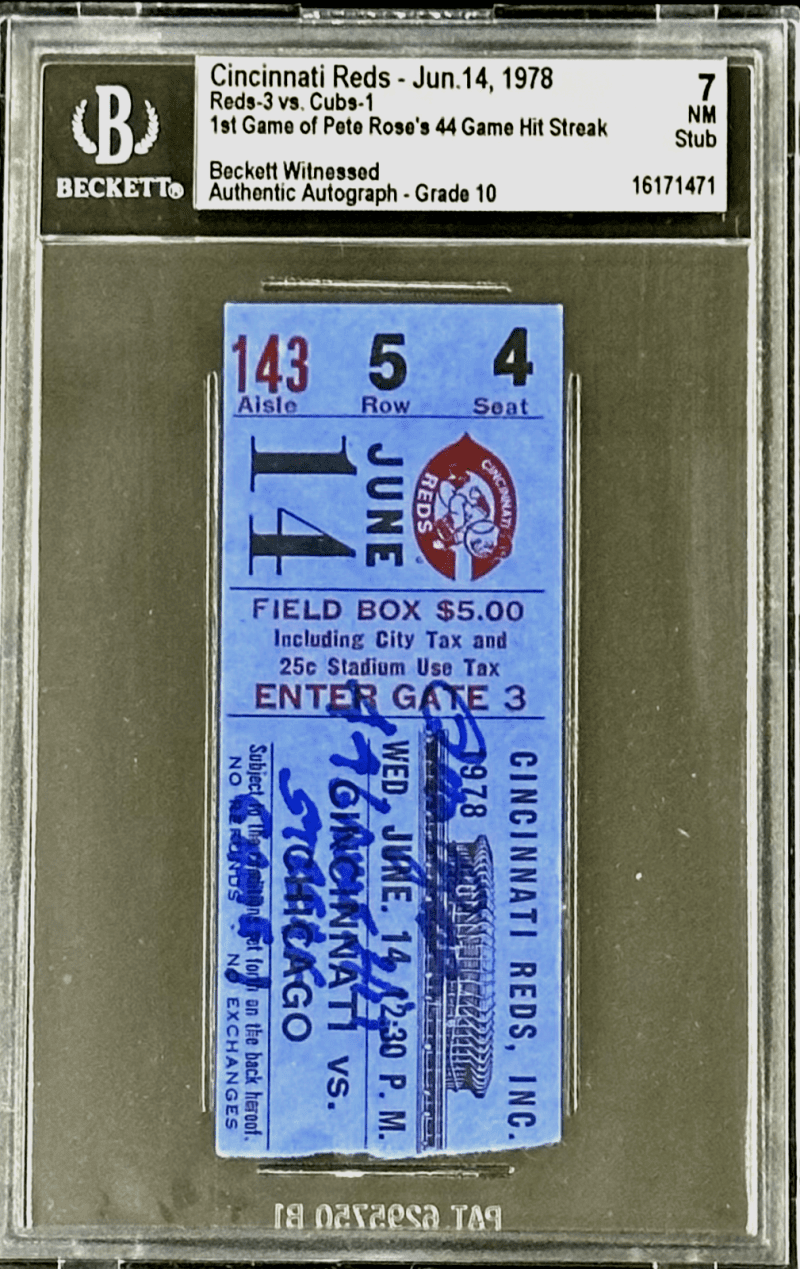 B
BECKETT®
Cincinnati Reds - Jun.14, 1978
Reds-3 vs. Cubs-1
1st Game of Pete Rose's 44 Game Hit Streak
Beckett Witnessed
Authentic Autograph - Grade 10
7
NM
Stub
16171471
143 5 4
Aisle Row Seat
JUNE
14
CINCINNATI
REDS
FIELD BOX $5.00
Including City Tax and
25c Stadium Use Tax
ENTER GATE 3
CINCINNATI REDS, INC.
1978
WED. JUNE. 14 12:30 P. M.
CINCINNATI vs.
CHICAGO
Subject to the conditions set forth on the back hereof.
NO REFUNDS - NO EXCHANGES
PAT 6295750 B1